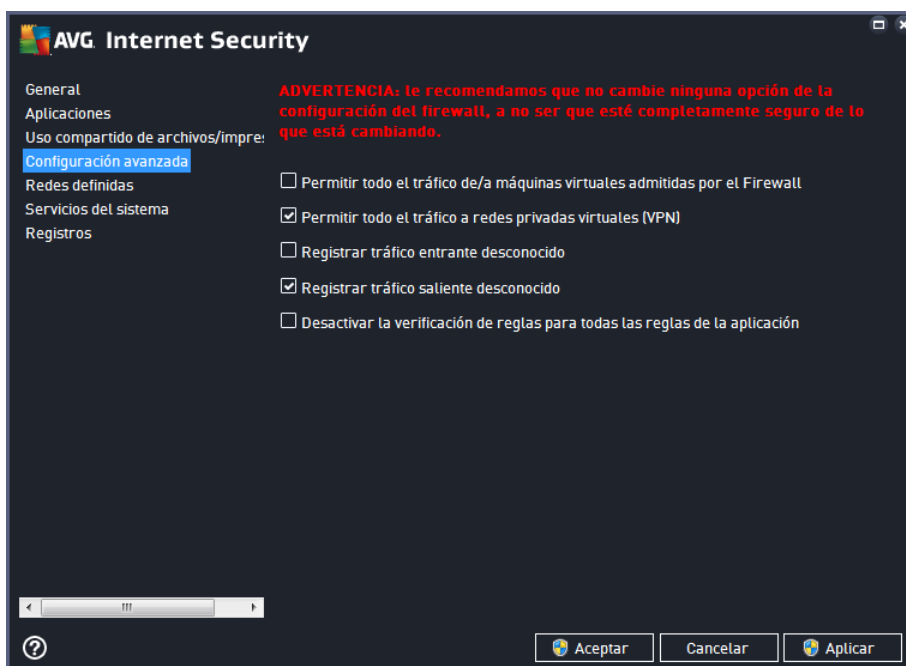 AVG Internet Security
General
Aplicaciones
Uso compartido de archivos/impre
Configuración avanzada
Redes definidas
Servicios del sistema
Registros
ADVERTENCIA: le recomendamos que no cambie ninguna opción de la
configuración del firewall, a no ser que esté completamente seguro de lo
que está cambiando.
Permitir todo el tráfico de/a máquinas virtuales admitidas por el Firewall
Permitir todo el tráfico a redes privadas virtuales (VPN)
Registrar tráfico entrante desconocido
Registrar tráfico saliente desconocido
Desactivar la verificación de reglas para todas las reglas de la aplicación
?
Aceptar
Cancelar
Aplicar